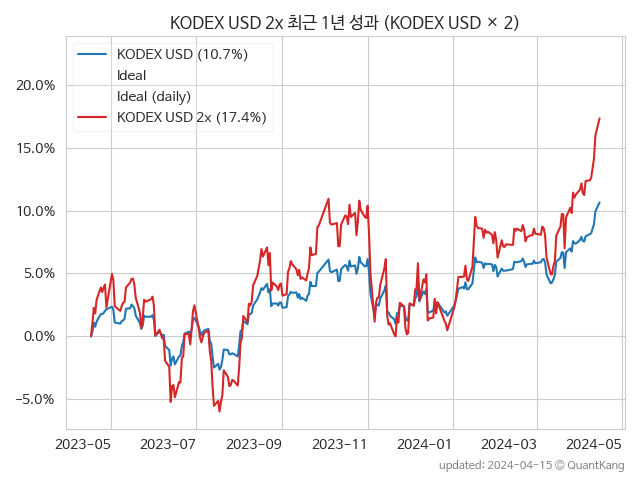 KODEX USD 2x 최근 1년 성과 (KODEX USD × 2)
KODEX USD (10.7%)
Ideal
Ideal (daily)
KODEX USD 2x (17.4%)
20.0%
15.0%
10.0%
5.0%
0.0%
−5.0%
2023−05 2023−07 2023−09 2023−11 2024−01 2024−03 2024−05
updated: 2024-04-15 © QuantKang